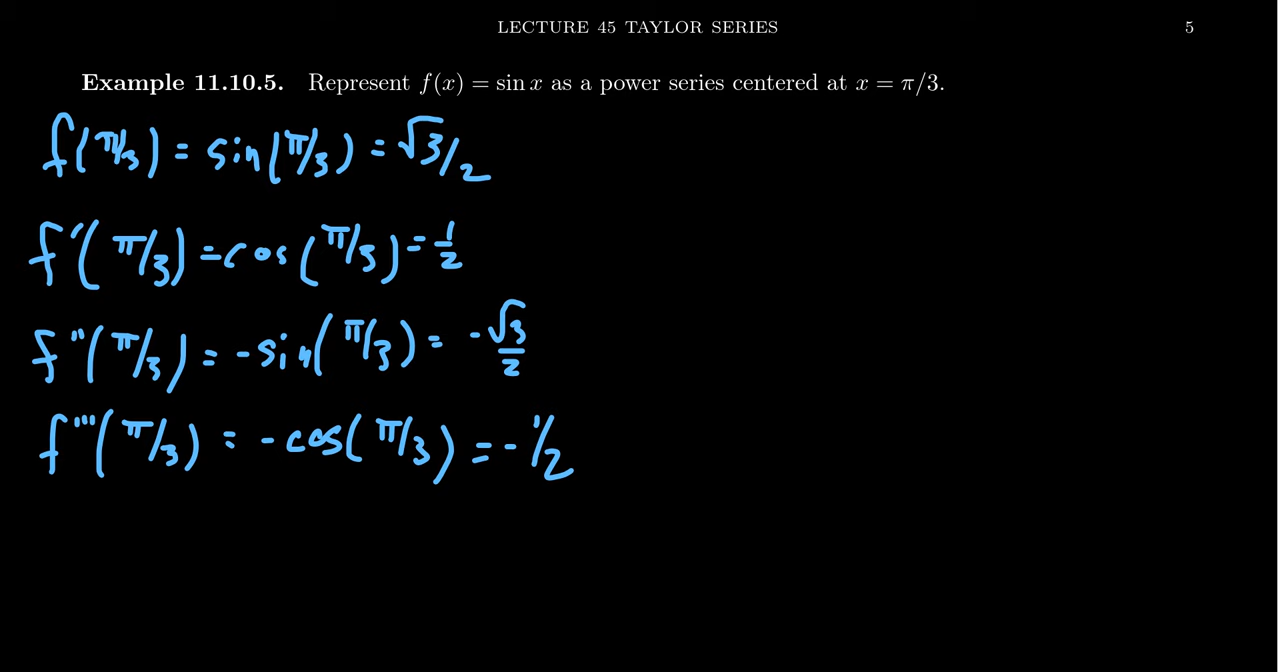 LECTURE 45 TAYLOR SERIES 5
Example 11.10.5. Represent f(x) = sin x as a power series centered at x = π/3.
f(π/3) = sin(π/3) = √3/2
f'(π/3) = cos(π/3) = 1/2
f''(π/3) = -sin(π/3) = -√3/2
f'''(π/3) = -cos(π/3) = -1/2